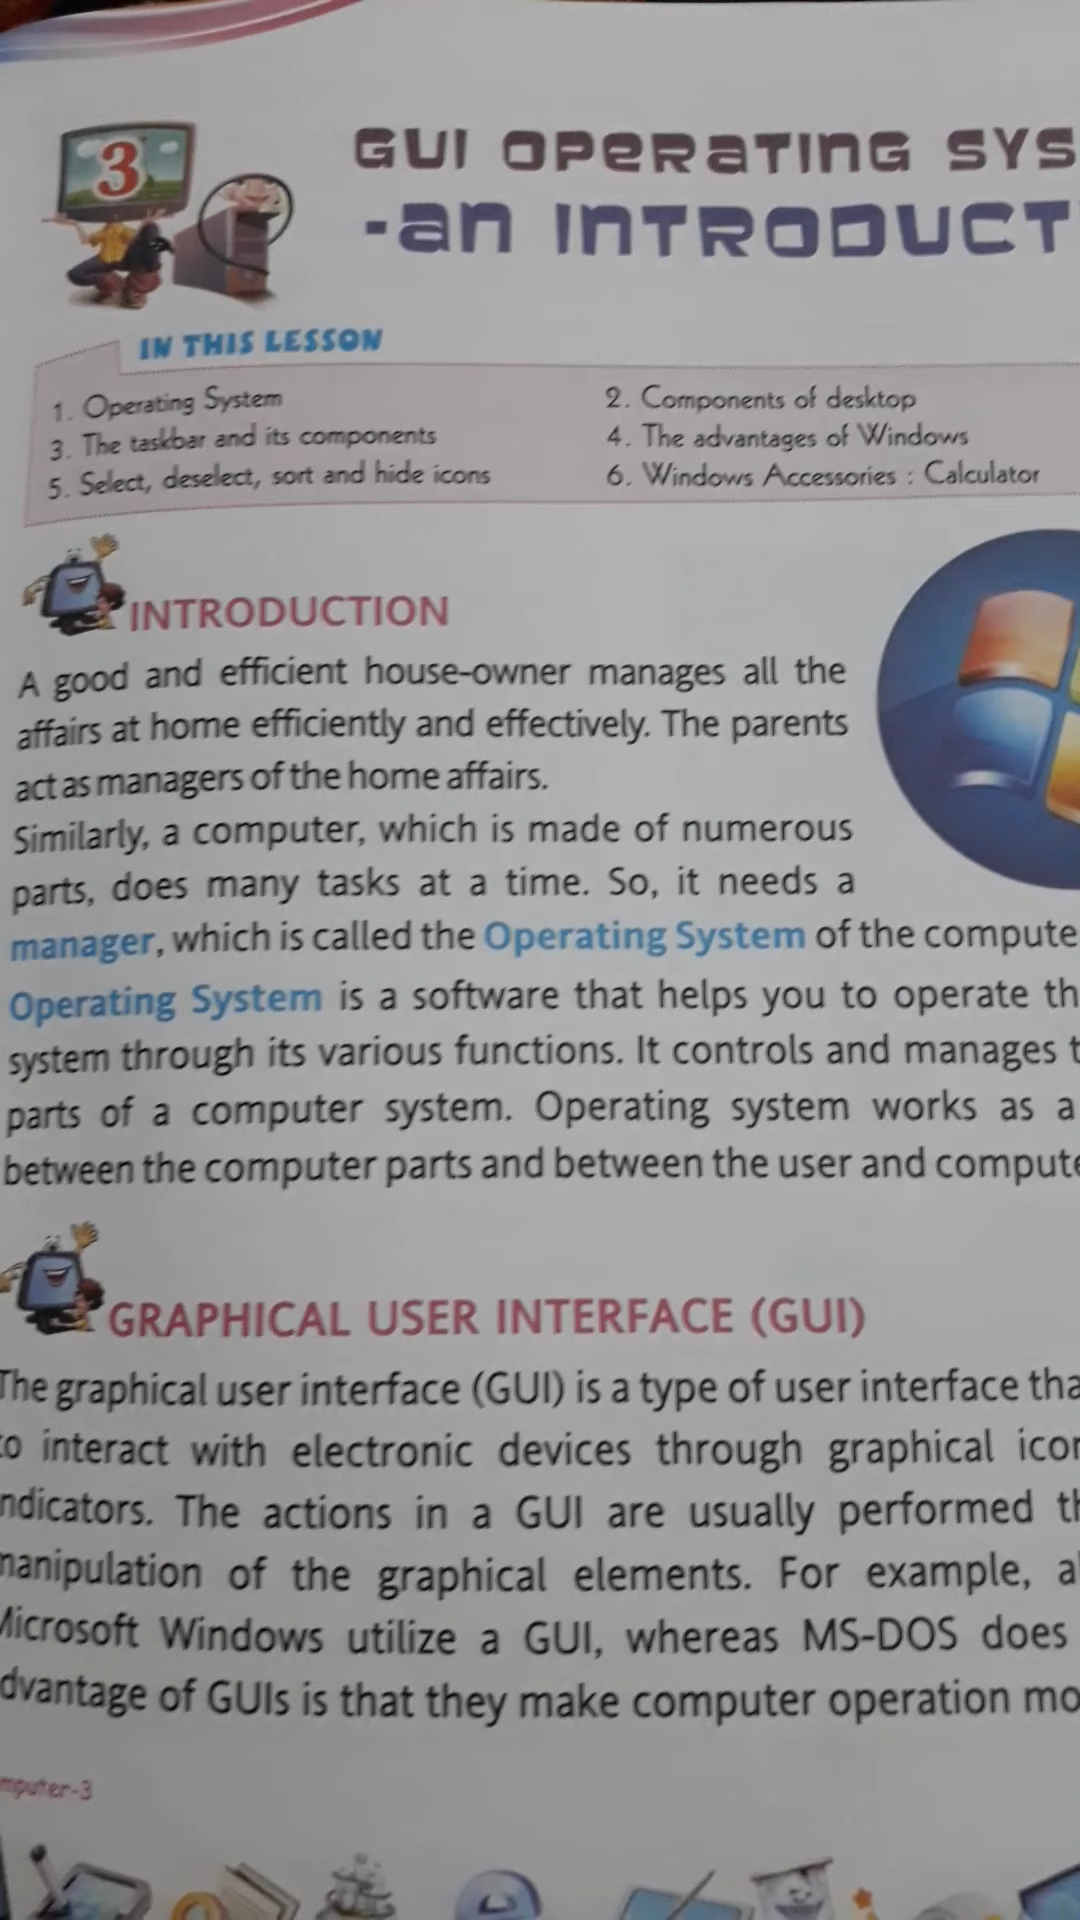 3
GUI OPERATING SYS
-AN INTRODUCT
IN THIS LESSON
1. Operating System
2. Components of desktop
3. The taskbar and its components
4. The advantages of Windows
5. Select, deselect, sort and hide icons
6. Windows Accessories : Calculator
INTRODUCTION
A good and efficient house-owner manages all the
affairs at home efficiently and effectively. The parents
act as managers of the home affairs.
Similarly, a computer, which is made of numerous
parts, does many tasks at a time. So, it needs a
manager, which is called the Operating System of the compute
Operating System is a software that helps you to operate th
system through its various functions. It controls and manages t
parts of a computer system. Operating system works as a
between the computer parts and between the user and compute
GRAPHICAL USER INTERFACE (GUI)
The graphical user interface (GUI) is a type of user interface tha
to interact with electronic devices through graphical icon
ndicators. The actions in a GUI are usually performed th
manipulation of the graphical elements. For example, al
Microsoft Windows utilize a GUI, whereas MS-DOS does
dvantage of GUIs is that they make computer operation mo
mputer-3